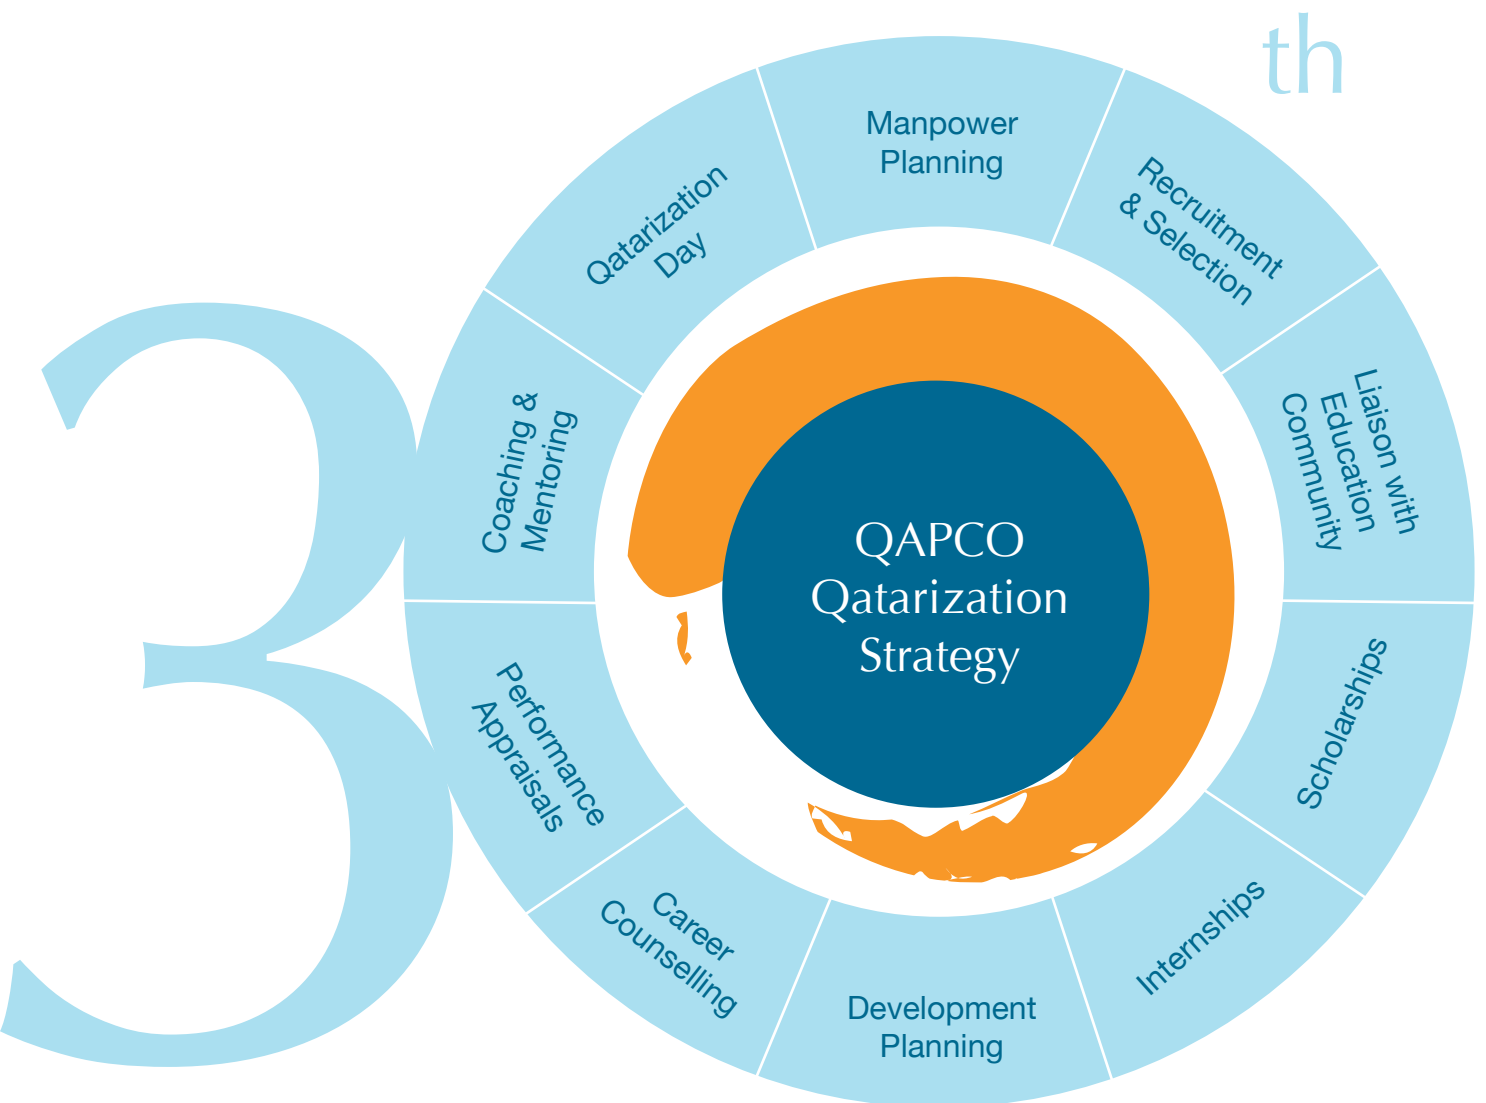 30th
Manpower
Planning
Recruitment
& Selection
Liaison with
Education
Community
Scholarships
Internships
Development
Planning
Career
Counselling
Performance
Appraisals
Coaching &
Mentoring
Qatarization
Day
QAPCO
Qatarization
Strategy